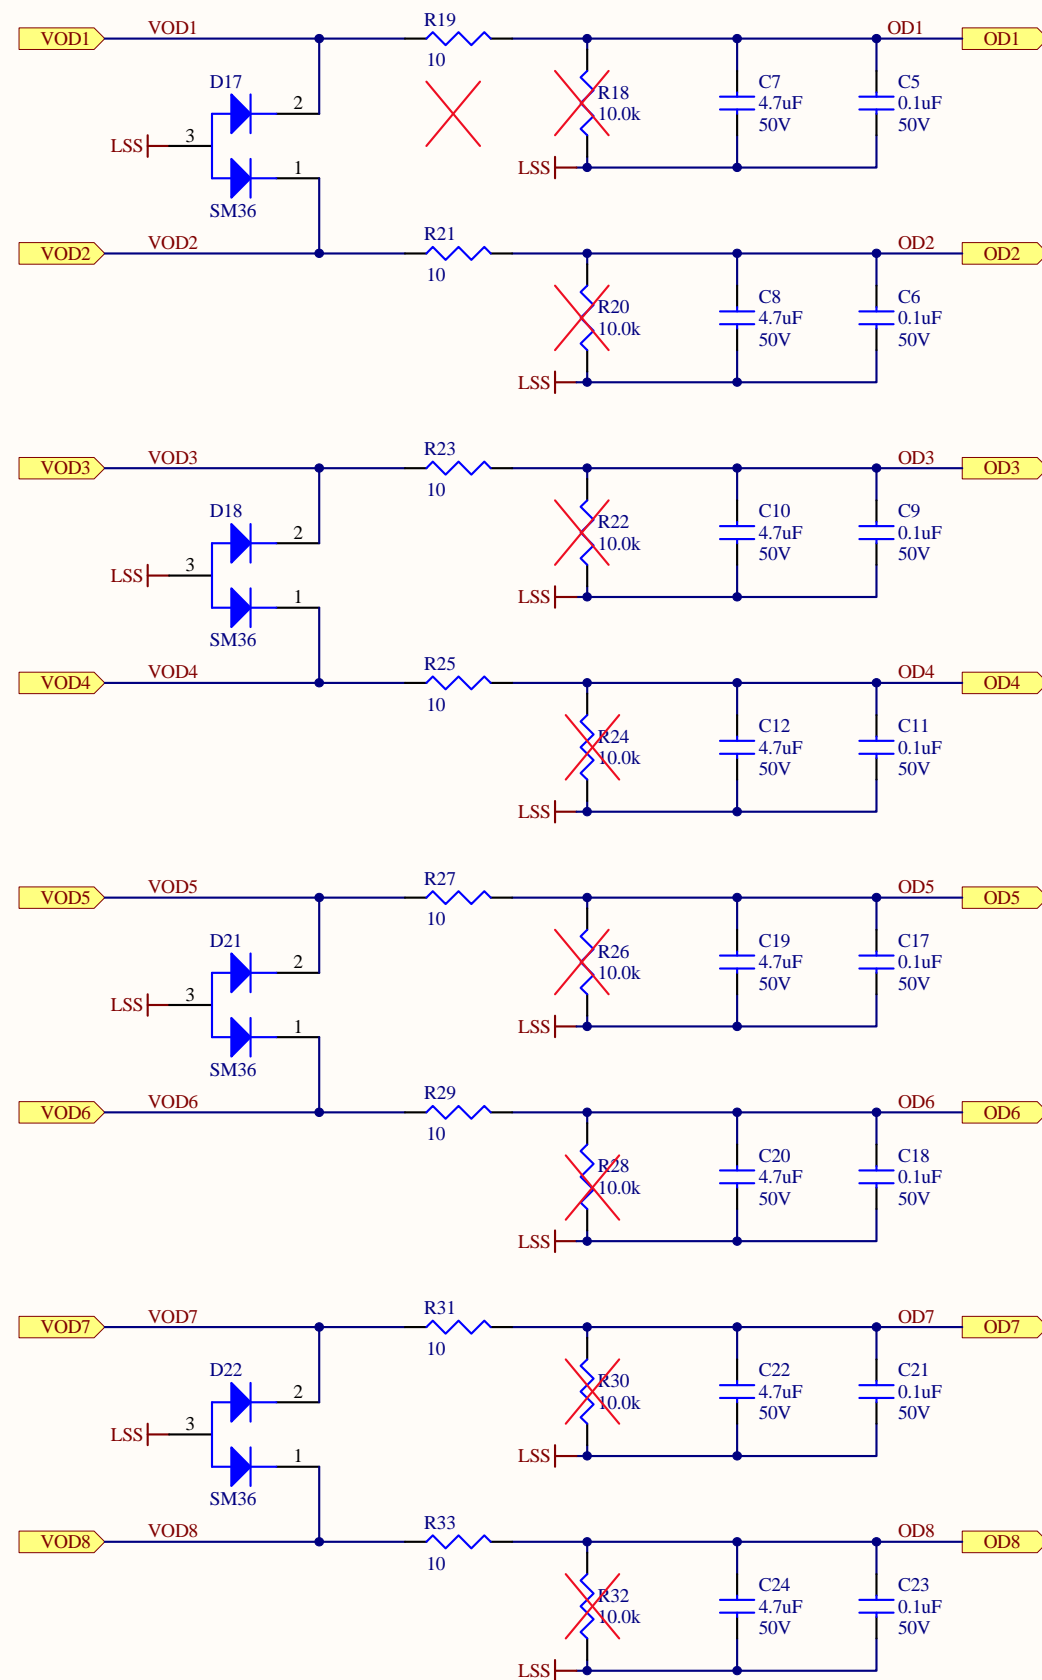 VOD1
VOD1
R19
10
OD1
OD1
D17
2
3
LSS
1
SM36
R18
10.0k
C7
4.7uF
50V
C5
0.1uF
50V
LSS
VOD2
VOD2
R21
10
OD2
OD2
R20
10.0k
C8
4.7uF
50V
C6
0.1uF
50V
LSS
VOD3
VOD3
R23
10
OD3
OD3
D18
2
3
LSS
1
SM36
R22
10.0k
C10
4.7uF
50V
C9
0.1uF
50V
LSS
VOD4
VOD4
R25
10
OD4
OD4
R24
10.0k
C12
4.7uF
50V
C11
0.1uF
50V
LSS
VOD5
VOD5
R27
10
OD5
OD5
D21
2
3
LSS
1
SM36
R26
10.0k
C19
4.7uF
50V
C17
0.1uF
50V
LSS
VOD6
VOD6
R29
10
OD6
OD6
R28
10.0k
C20
4.7uF
50V
C18
0.1uF
50V
LSS
VOD7
VOD7
R31
10
OD7
OD7
D22
2
3
LSS
1
SM36
R30
10.0k
C22
4.7uF
50V
C21
0.1uF
50V
LSS
VOD8
VOD8
R33
10
OD8
OD8
R32
10.0k
C24
4.7uF
50V
C23
0.1uF
50V
LSS